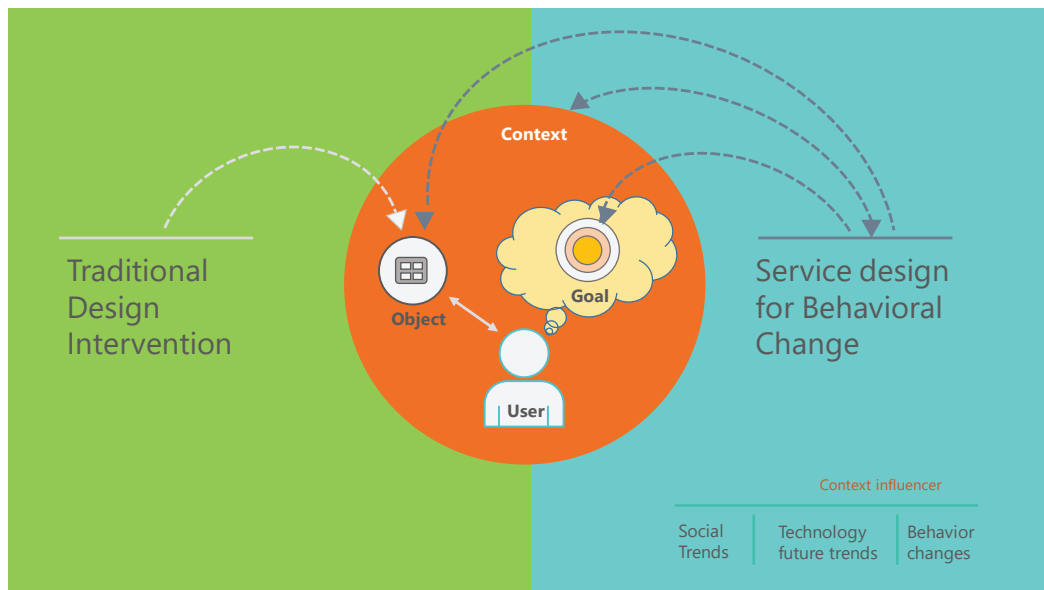 Context
Traditional
Design
Intervention
Object
Goal
User
Service design
for Behavioral
Change
Context influencer
Social
Trends
Technology
future trends
Behavior
changes